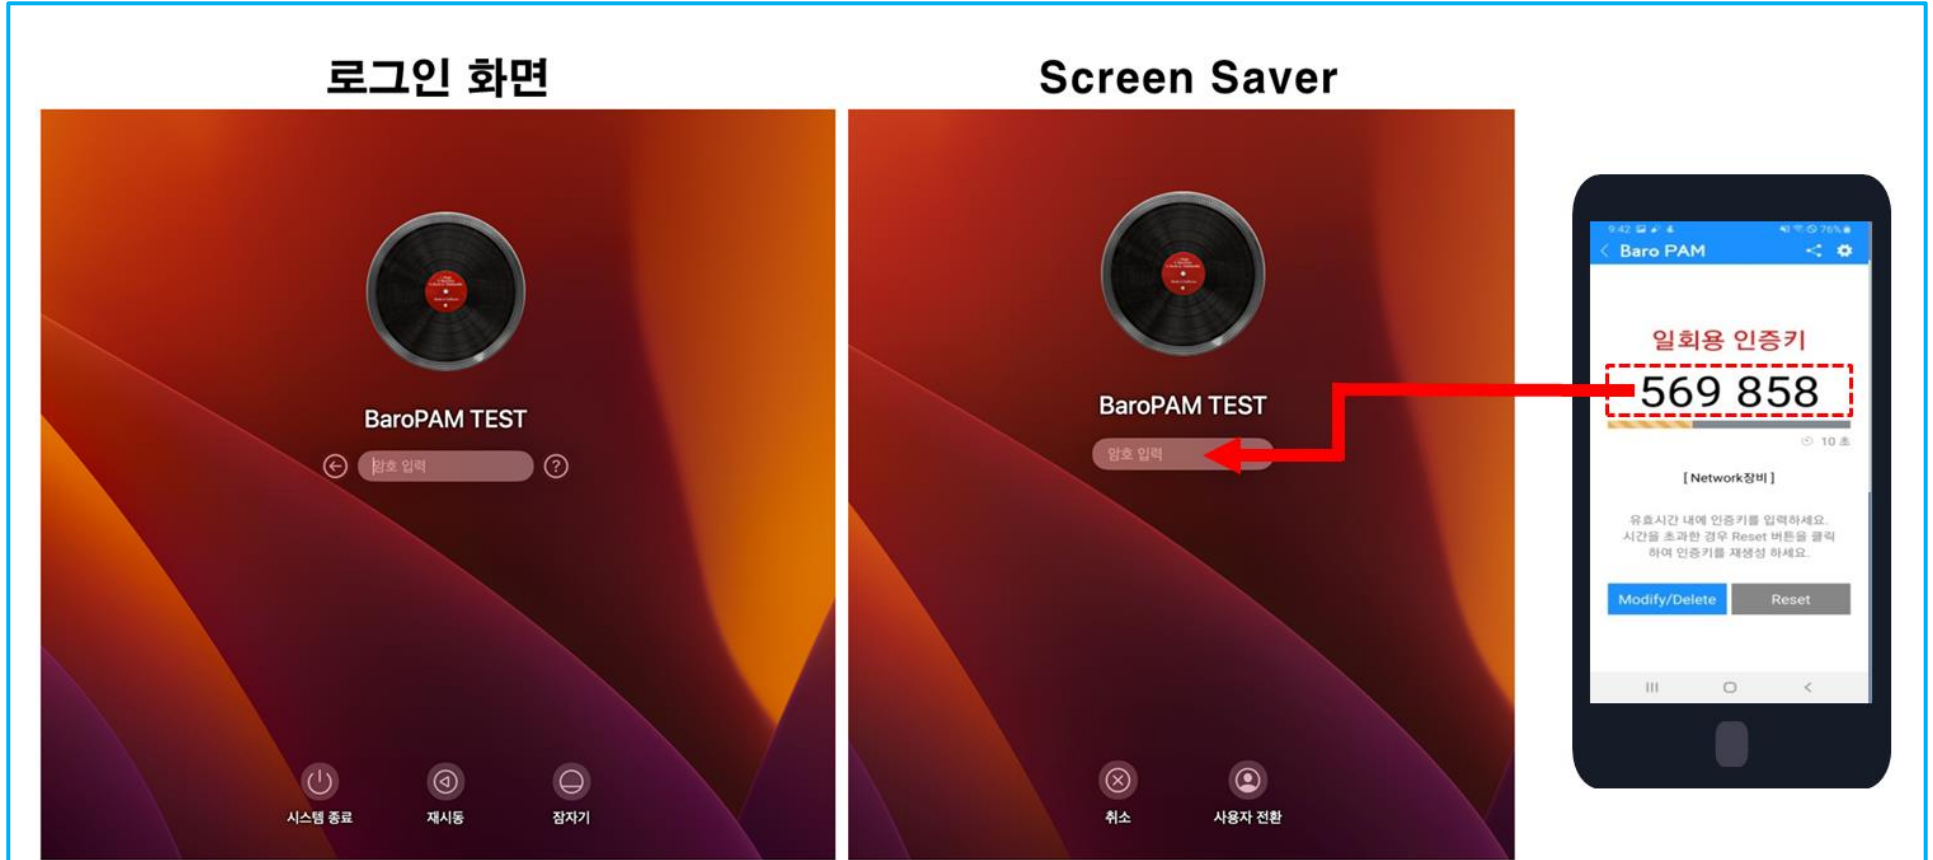 로그인 화면
Screen Saver
BaroPAM TEST
암호 입력
?
시스템 종료
재시동
잠자기
BaroPAM TEST
암호 입력
취소
사용자 전환
9:42
76%
Baro PAM
일회용 인증키
569 858
10 초
[ Network장비 ]
유효시간 내에 인증키를 입력하세요.
시간을 초과한 경우 Reset 버튼을 클릭
하여 인증키를 재생성 하세요.
Modify/Delete
Reset